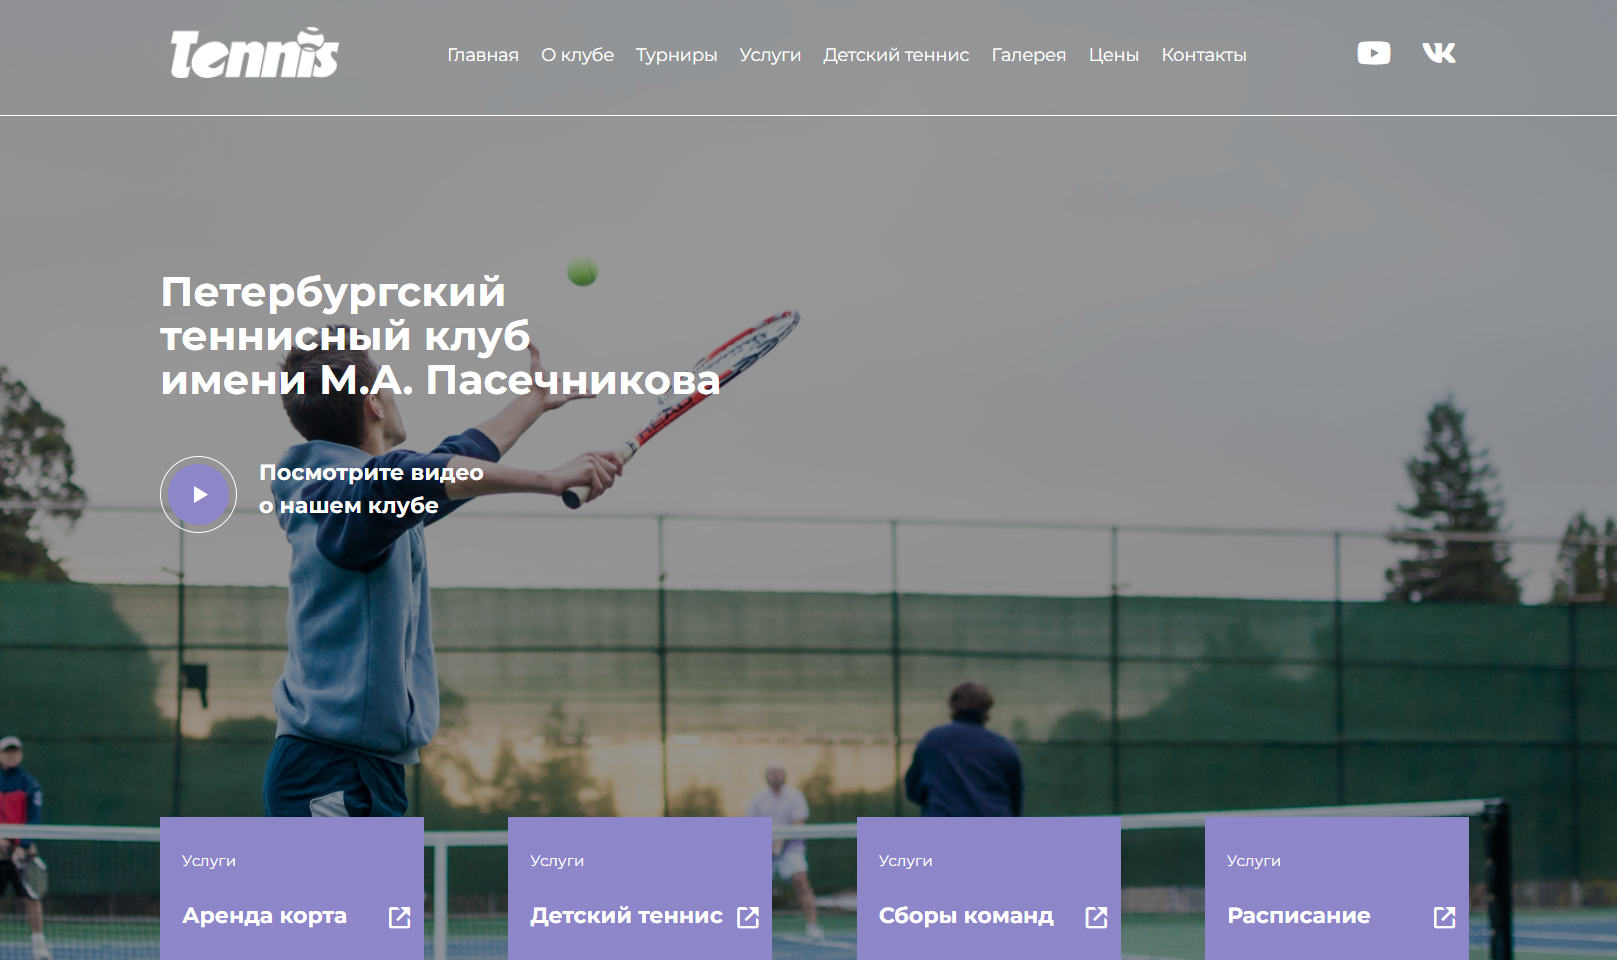 Tennis
Главная О клубе Турниры Услуги Детский теннис Галерея Цены Контакты
Петербургский
теннисный клуб
имени М.А. Пасечникова
Посмотрите видео
о нашем клубе
HEAD
Услуги Услуги Услуги Услуги
Аренда корта Детский теннис Сборы команд Расписание